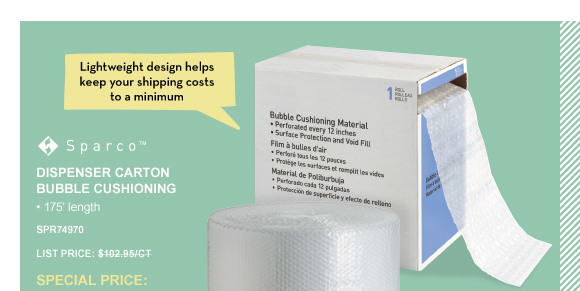 Lightweight design helps
keep your shipping costs
to a minimum
Sparco™
DISPENSER CARTON
BUBBLE CUSHIONING
• 175' length
SPR74970
LIST PRICE: $102.95/CT
SPECIAL PRICE:
1 ROLL
ROULEAU
ROLLO
Bubble Cushioning Material
• Perforated every 12 inches
• Surface Protection and Void Fill
Film à bulles d'air
• Perforé tous les 12 pouces
• Protège les surfaces et remplit les vides
Material de Poliburbuja
• Perforado cada 12 pulgadas
• Protección de superficie y efecto de relleno